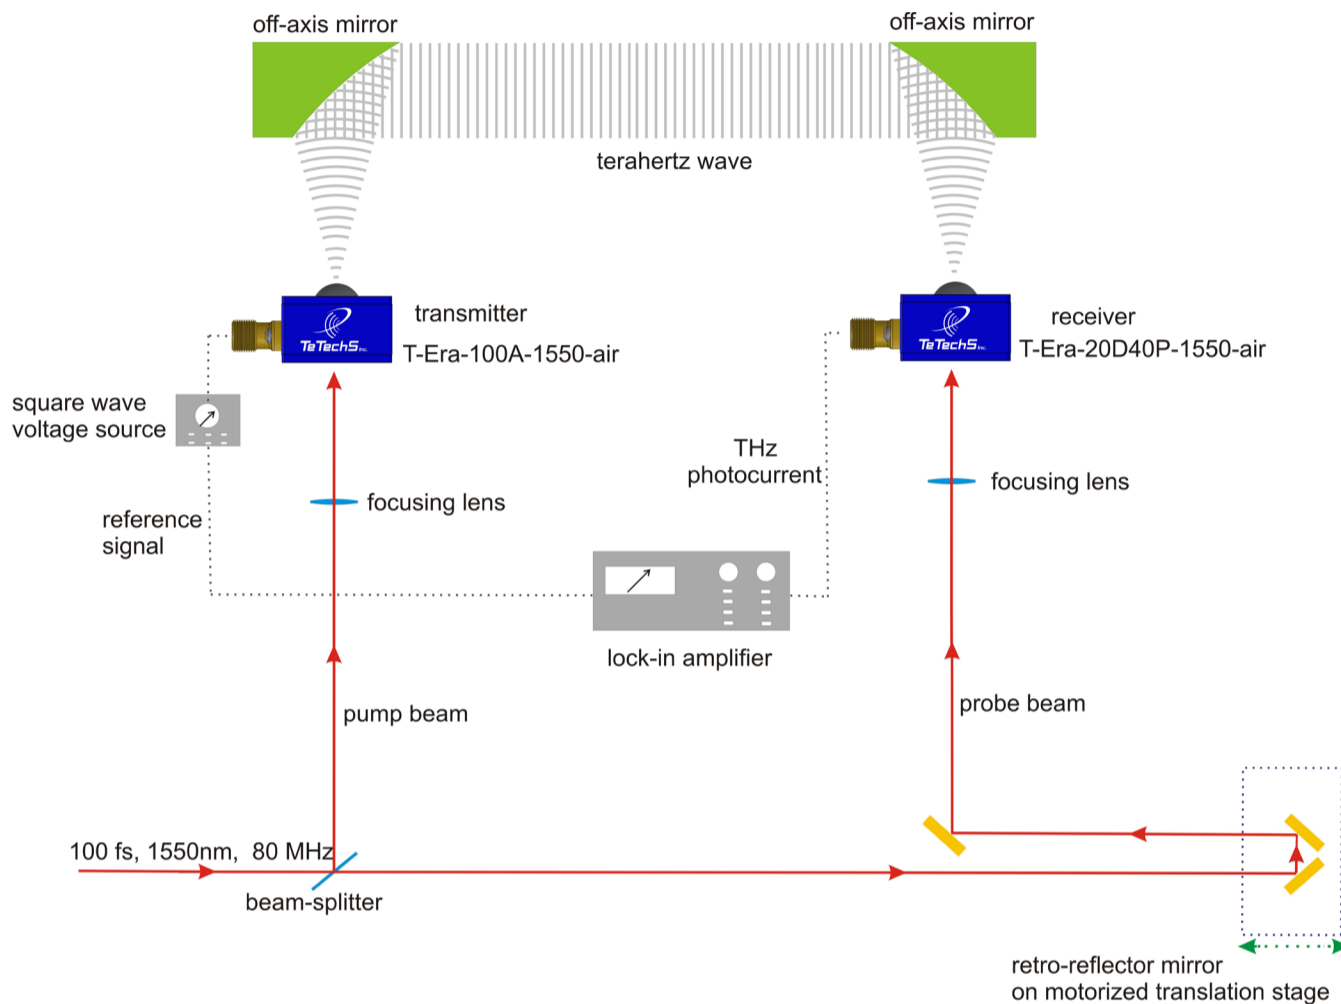 off-axis mirror
off-axis mirror
terahertz wave
TeTechS Inc.
transmitter
T-Era-100A-1550-air
TeTechS Inc.
receiver
T-Era-20D40P-1550-air
square wave
voltage source
THz
photocurrent
focusing lens
focusing lens
reference
signal
lock-in amplifier
pump beam
probe beam
100 fs, 1550nm, 80 MHz
beam-splitter
retro-reflector mirror
on motorized translation stage